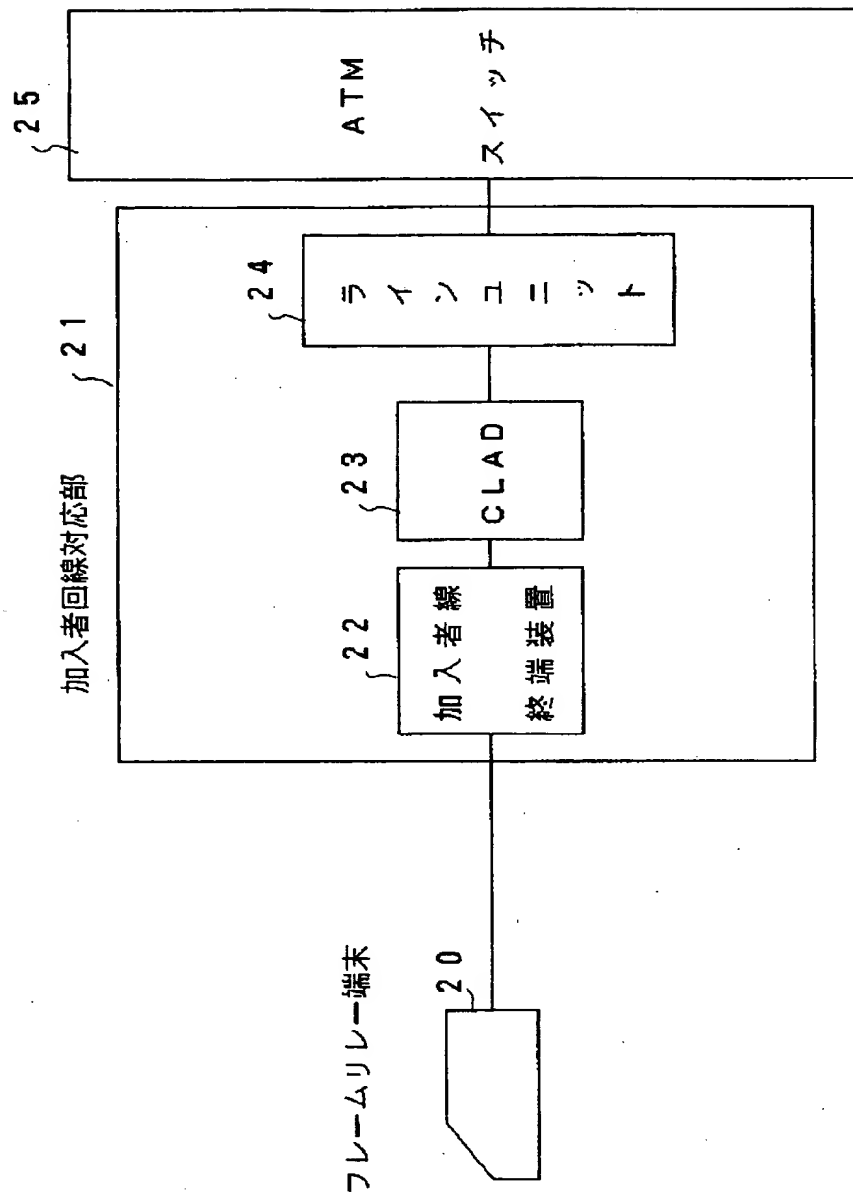 フレームリレー端末
20
加入者回線対応部
21
22
加入者線
終端装置
23
CLAD
24
ラインユニット
25
ATM
スイッチ